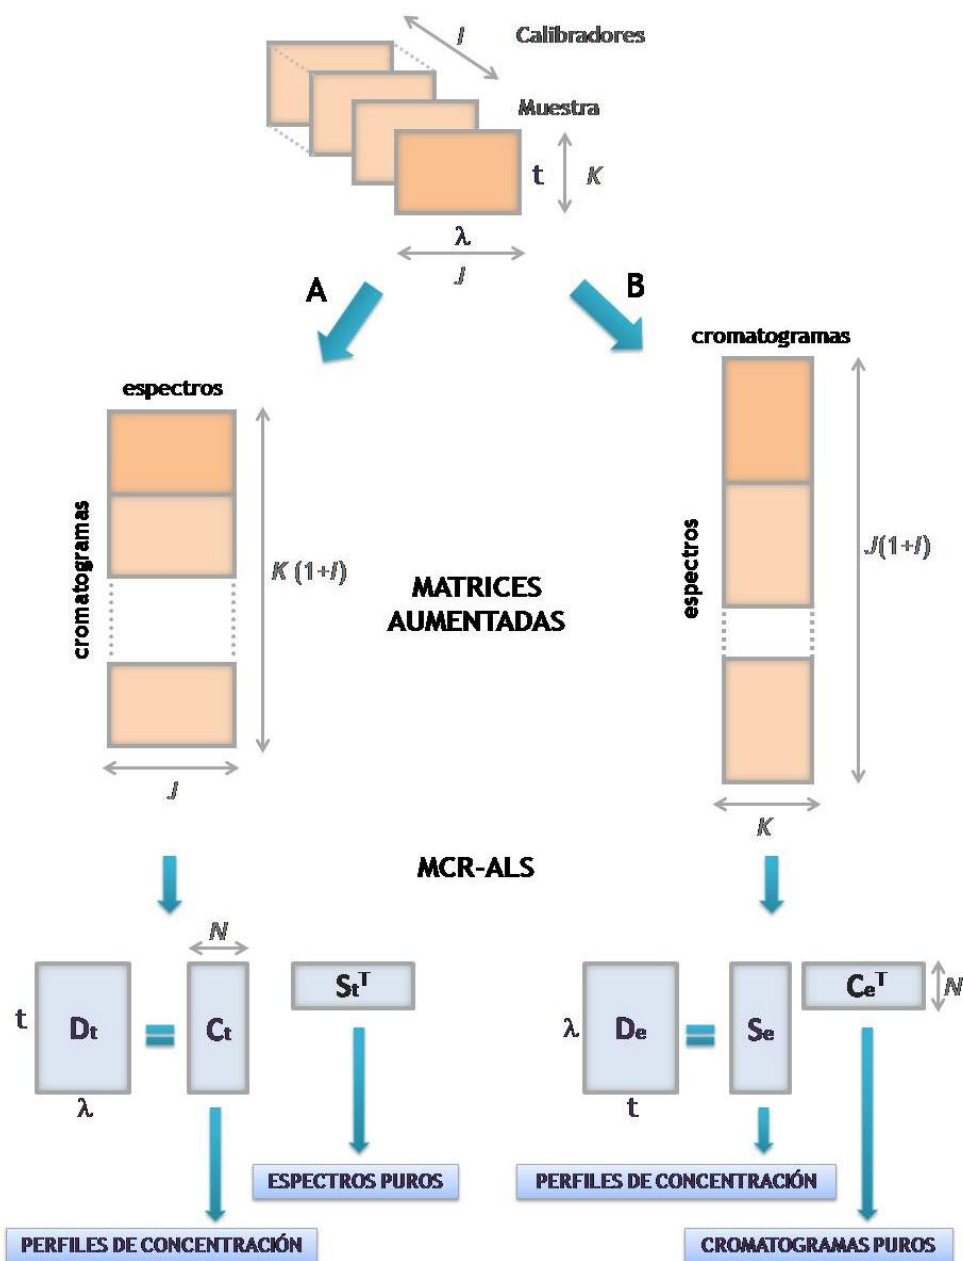 I
Calibradores
Muestra
t
K
λ
J
A
B
espectros
cromatogramas
cromatogramas
espectros
K (1+I)
J(1+I)
MATRICES
AUMENTADAS
J
K
MCR-ALS
N
t
Dt
=
Ct
StT
λ
λ
De
=
Se
CeT
N
t
ESPECTROS PUROS
PERFILES DE CONCENTRACIÓN
PERFILES DE CONCENTRACIÓN
CROMATOGRAMAS PUROS